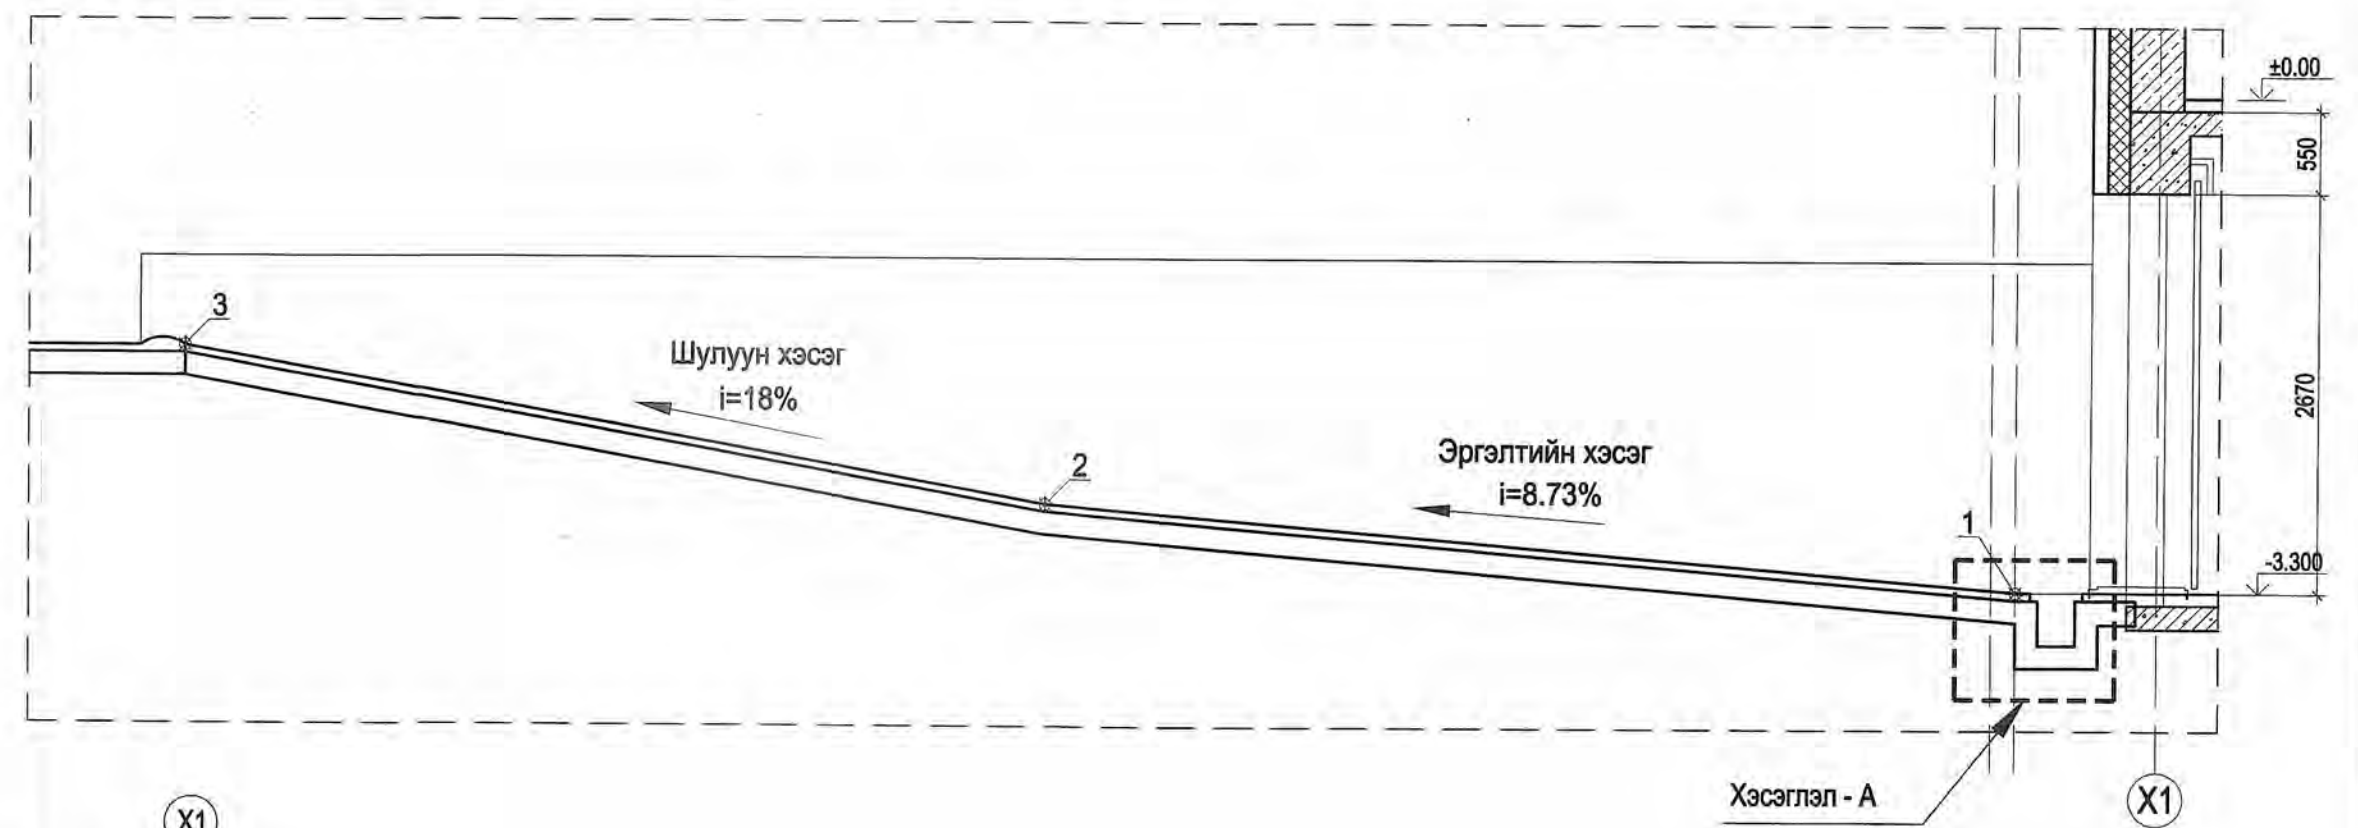 ±0.00
550
3
Шулуун хэсэг
i=18%
2670
2
Эргэлтийн хэсэг
i=8.73%
1
-3.300
Хэсэглэл - А
X1
X1